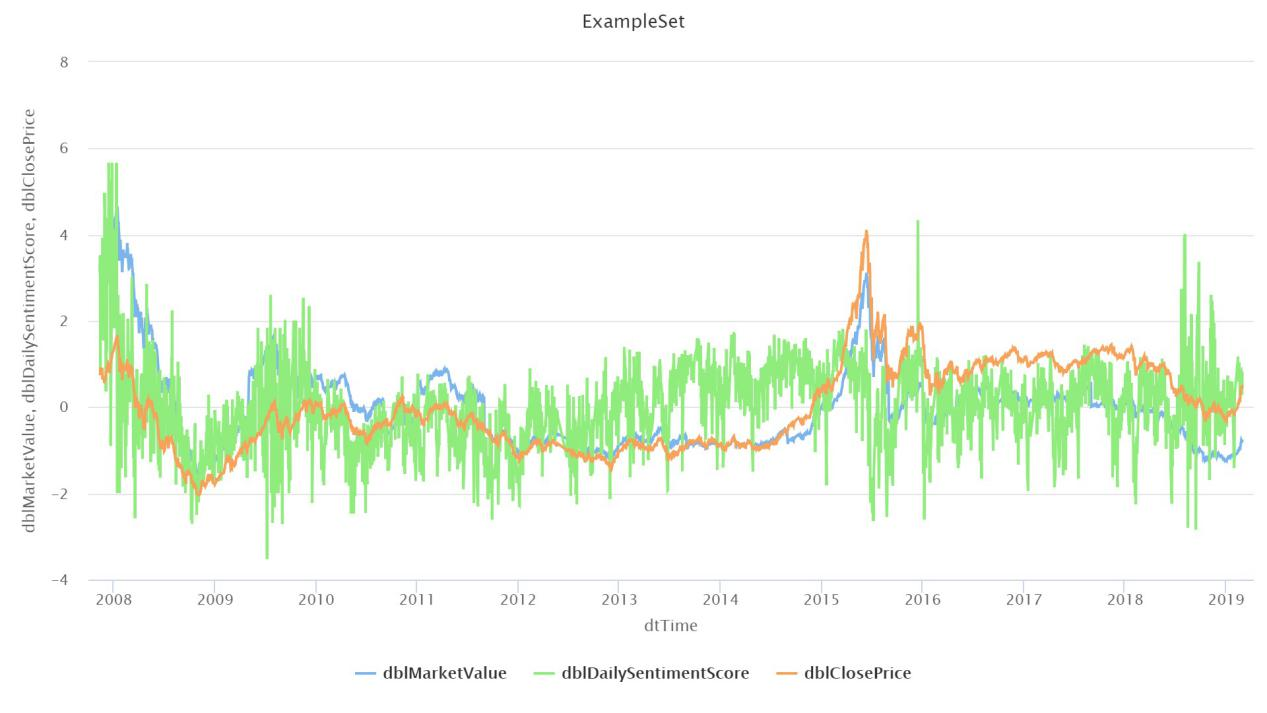 ExampleSet
8
6
4
2
0
−2
−4
dblMarketValue, dblDailySentimentScore, dblClosePrice
2008 2009 2010 2011 2012 2013 2014 2015 2016 2017 2018 2019
dtTime
dblMarketValue dblDailySentimentScore dblClosePrice